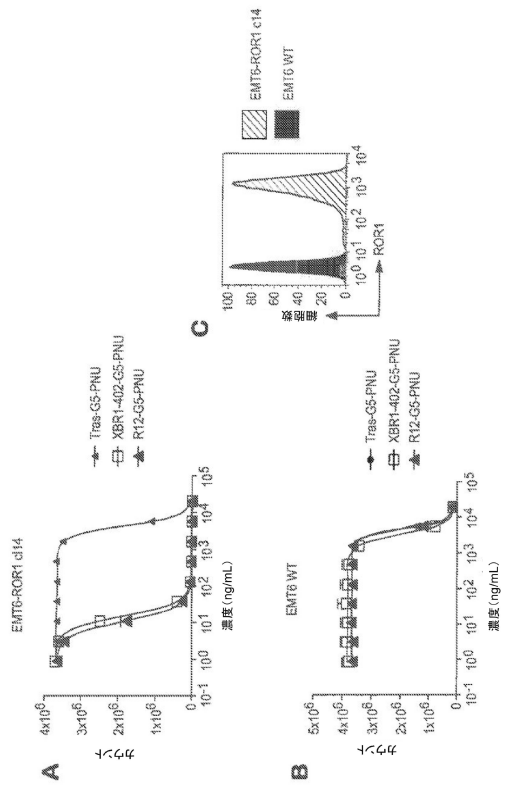 A
EMT6-ROR1 cl14
カウント
4x10⁶
3x10⁶
2x10⁶
1x10⁶
0
10⁻¹ 10⁰ 10¹ 10² 10³ 10⁴ 10⁵
濃度(ng/mL)
Tras-G5-PNU
XBR1-402-G5-PNU
R12-G5-PNU
B
EMT6 WT
カウント
5x10⁶
4x10⁶
3x10⁶
2x10⁶
1x10⁶
0
10⁻¹ 10⁰ 10¹ 10² 10³ 10⁴ 10⁵
濃度(ng/mL)
Tras-G5-PNU
XBR1-402-G5-PNU
R12-G5-PNU
C
細胞数
100
80
60
40
20
0
10⁰ 10¹ 10² 10³ 10⁴
ROR1
EMT6-ROR1 c14
EMT6 WT